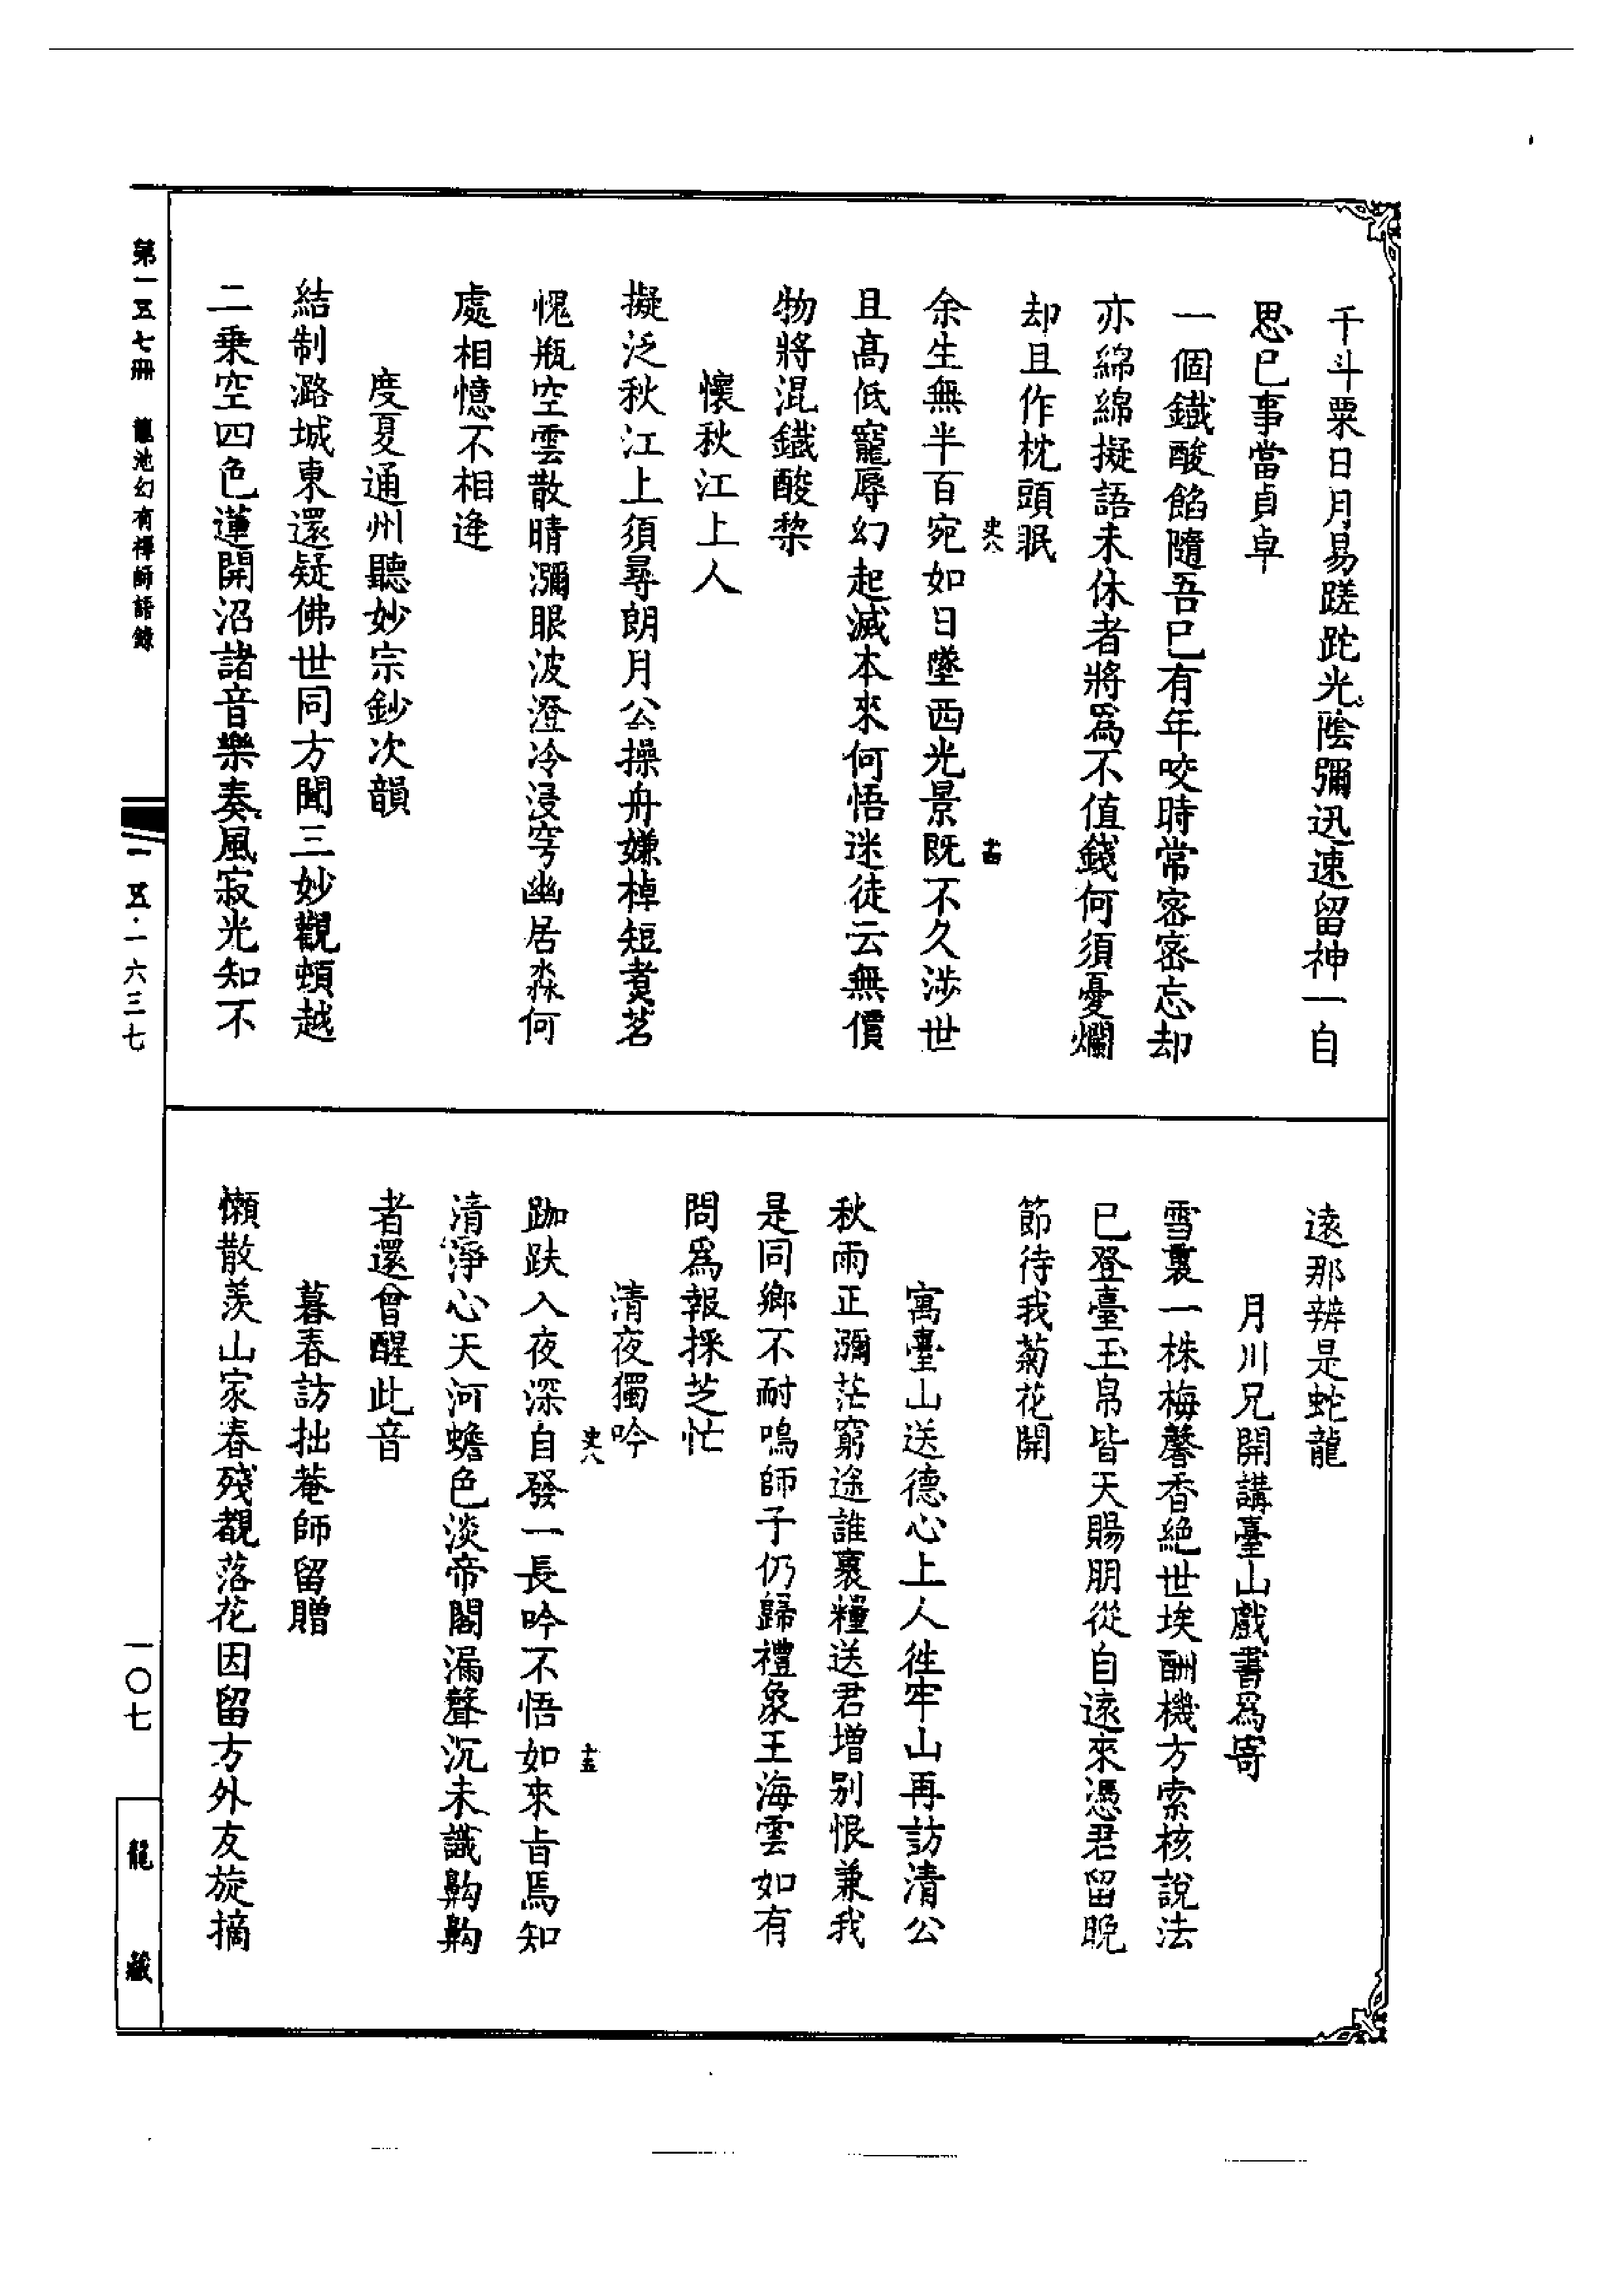 千斗粟日月易蹉跎光陰彌迅速留神一自
思已事當貞卓
一個鐵酸餡隨吾已有年咬時常密密忘却
亦綿綿擬語未休者將爲不值錢何須憂爛
却且作枕頭眠
史八
十四
余生無半百宛如日墜西光景既不久涉世
且高低寵辱幻起滅本來何悟迷徒云無價
物將混鐵酸梨
懷秋江上人
擬泛秋江上須尋朗月公操舟嫌棹短煑茗
愧瓶空雲散晴瀰眼波澄冷浸穹幽居淼何
處相憶不相逢
度夏通州聽妙宗鈔次韻
結制潞城東還疑佛世同方聞三妙觀頓越
二乗空四色蓮開沼諸音樂奏風寂光知不
遠那辨是蛇龍
月川兄開講臺山戲書爲寄
雪裏一株梅馨香絶世埃酬機方索核說法
已登臺玉帛皆天賜朋從自遠來憑君留晚
節待我菊花開
寓臺山送德心上人徃牢山再訪清公
秋雨正瀰茫窮途誰裹糧送君增別恨兼我
是同鄉不耐鳴師子仍歸禮象王海雲如有
問爲報採芝忙
清夜獨吟
史八
十五
跏趺入夜深自發一長吟不悟如來旨焉知
清淨心天河蟾色淡帝閣漏聲沉未識齁齁
者還曾醒此音
暮春訪拙菴師留贈
懶散羨山家春殘覩落花因留方外友旋摘
第一五七冊　龍池幻有禪師語錄
一五·一六三七
一〇七
龍藏